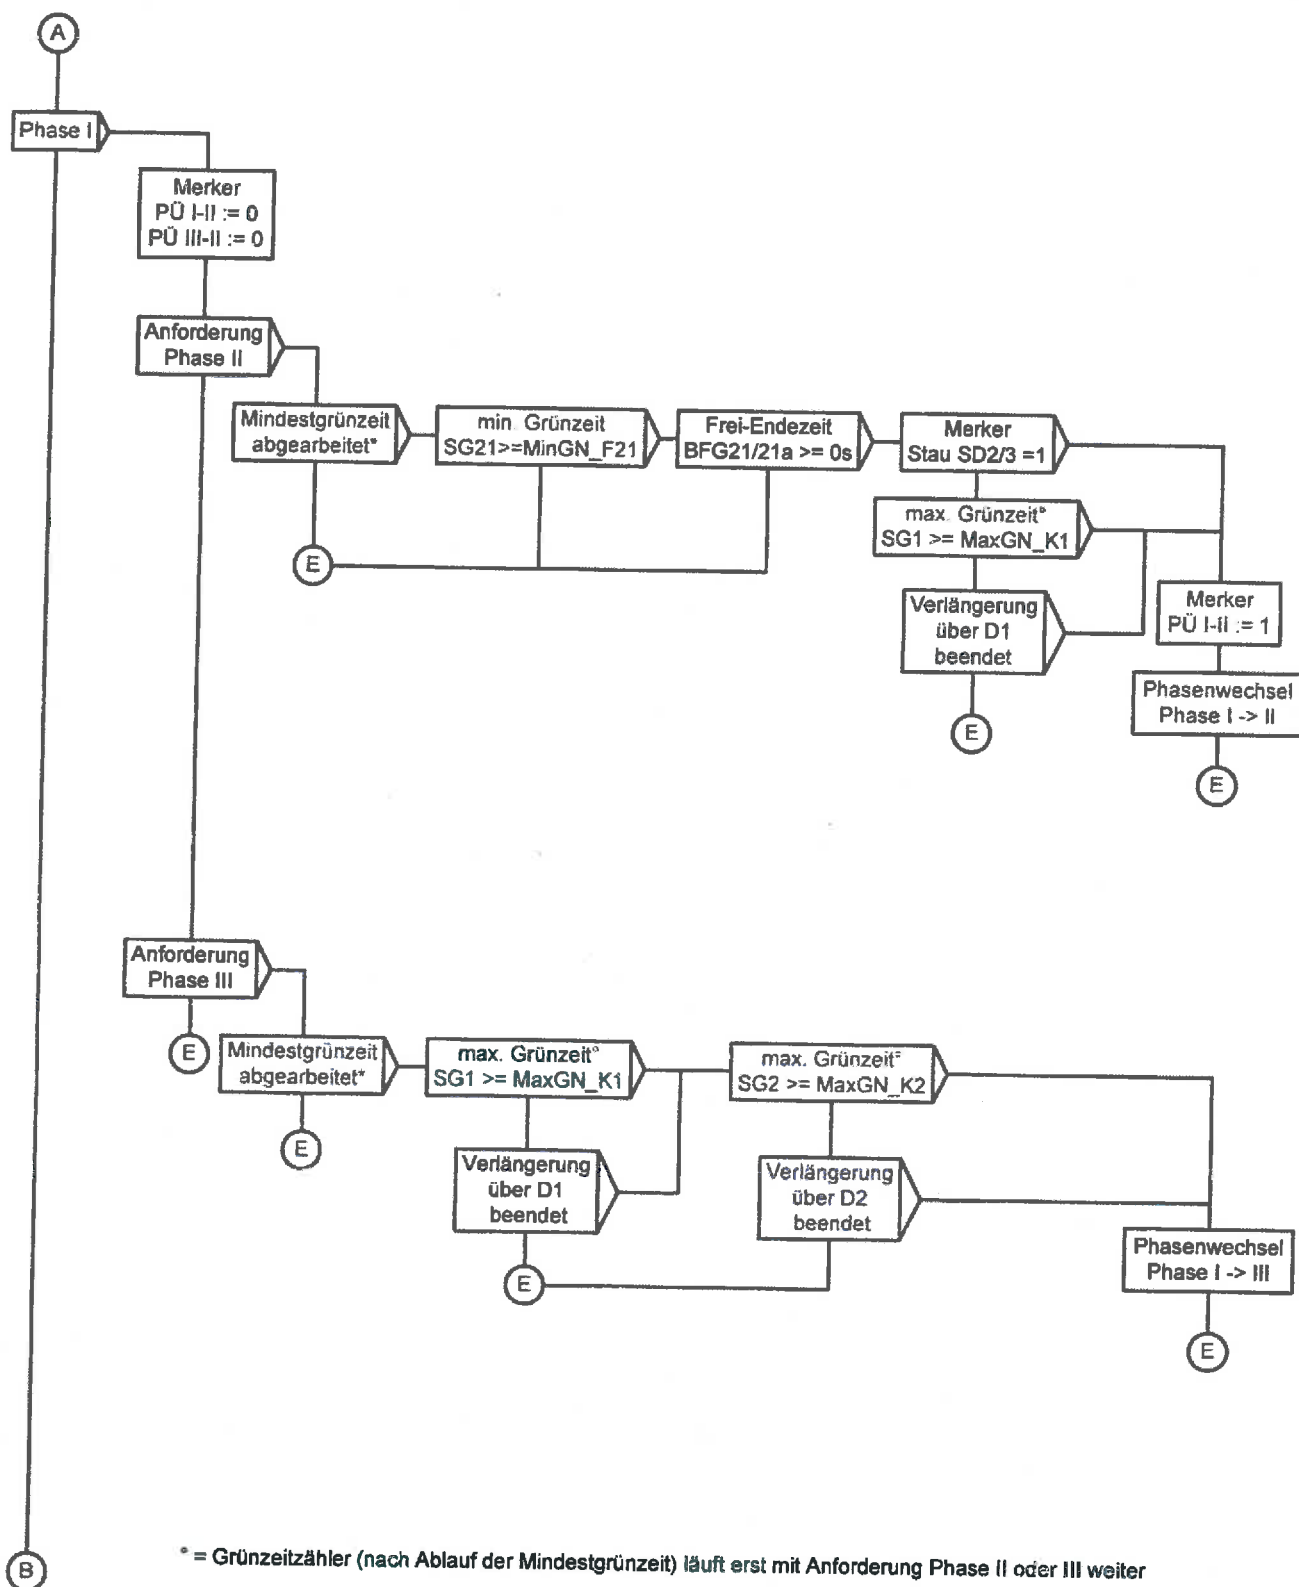 A
Phase I
Merker
PÜ I-II := 0
PÜ III-II := 0
Anforderung
Phase II
Mindestgrünzeit
abgearbeitet*
min. Grünzeit
SG21>=MinGN_F21
Frei-Endezeit
BFG21/21a >= 0s
Merker
Stau SD2/3 =1
max. Grünzeit*
SG1 >= MaxGN_K1
Verlängerung
über D1
beendet
Merker
PÜ I-II := 1
Phasenwechsel
Phase I -> II
E
E
E
Anforderung
Phase III
E
Mindestgrünzeit
abgearbeitet*
E
max. Grünzeit*
SG1 >= MaxGN_K1
max. Grünzeit*
SG2 >= MaxGN_K2
Verlängerung
über D1
beendet
Verlängerung
über D2
beendet
E
Phasenwechsel
Phase I -> III
E
* = Grünzeitzähler (nach Ablauf der Mindestgrünzeit) läuft erst mit Anforderung Phase II oder III weiter
B